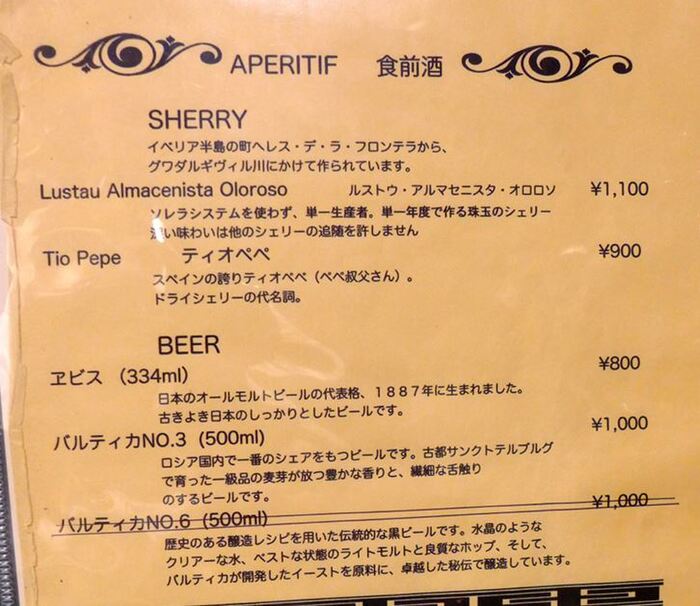 APERITIF 食前酒
SHERRY
イベリア半島の町ヘレス・デ・ラ・フロンテラから、
グワダルギヴィル川にかけて作られています。
Lustau Almacenista Oloroso ルストウ・アルマセニスタ・オロロソ ¥1,100
ソレラシステムを使わず、単一生産者。単一年度で作る珠玉のシェリー
い味わいは他のシェリーの追随を許しません
Tio Pepe ティオペペ ¥900
スペインの誇りティオペペ（ペペ叔父さん）。
ドライシェリーの代名詞。
BEER
ヱビス （334ml） ¥800
日本のオールモルトビールの代表格、１８８７年に生まれました。
古きよき日本のしっかりとしたビールです。
バルティカNO.3 (500ml) ¥1,000
ロシア国内で一番のシェアをもつビールです。古都サンクトテルブルグ
で育った一級品の麦芽が放つ豊かな香りと、繊細な舌触り
のするビールです。
バルティカNO.6 (500ml) ¥1,000
歴史のある醸造レシピを用いた伝統的な黒ビールです。水晶のような
クリアーな水、ベストな状態のライトモルトと良質なホップ、そして、
バルティカが開発したイーストを原料に、卓越した秘伝で醸造しています。